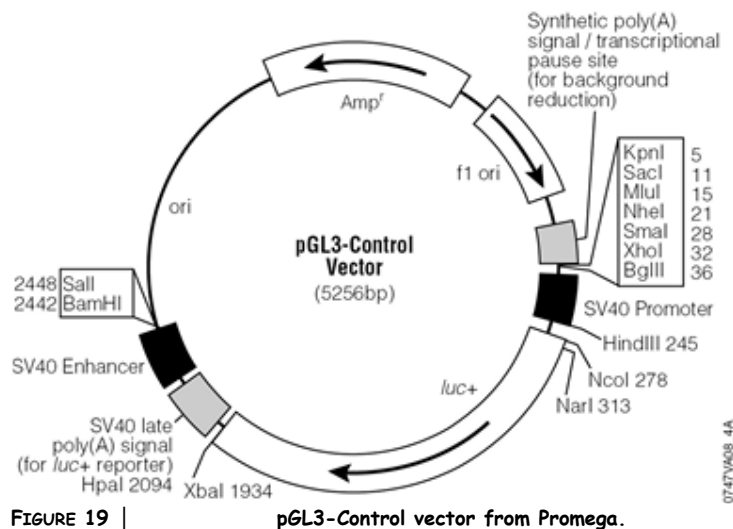 Synthetic poly(A)
signal / transcriptional
pause site
(for background
reduction)
Ampʳ
f1 ori
KpnI 5
SacI 11
MluI 15
NheI 21
SmaI 28
XhoI 32
BglII 36
ori
pGL3-Control
Vector
(5256bp)
2448 SalI
2442 BamHI
SV40 Promoter
HindIII 245
SV40 Enhancer
luc+
NcoI 278
NarI 313
SV40 late
poly(A) signal
(for luc+ reporter)
HpaI 2094
XbaI 1934
0747VA08_4A
FIGURE 19 | pGL3-Control vector from Promega.